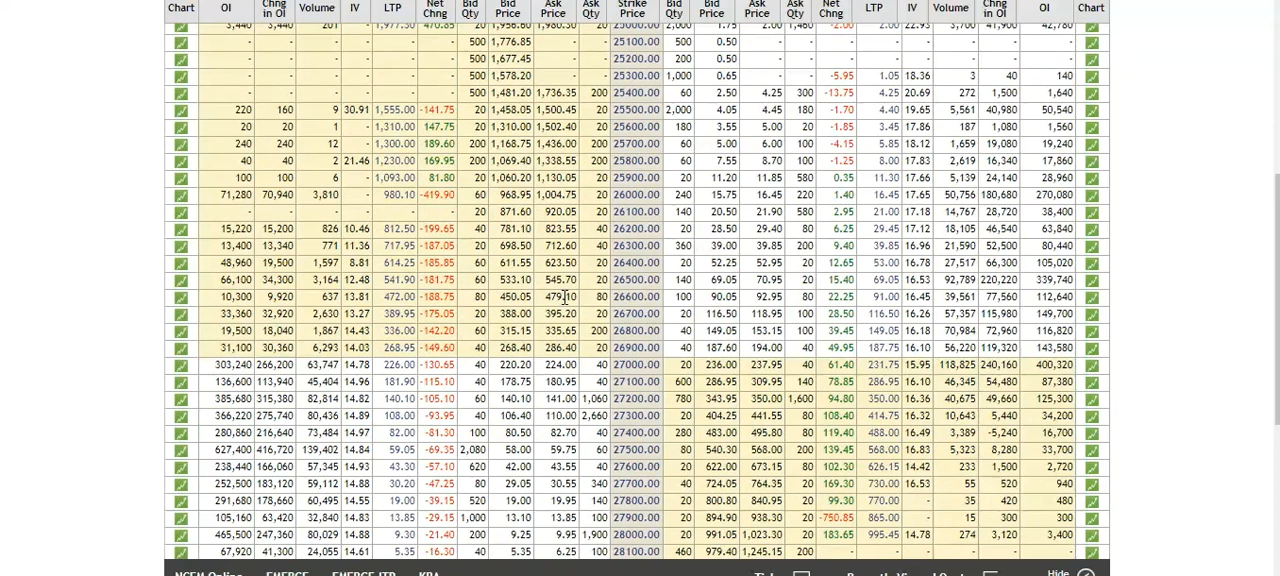 OI Chng in OI Volume IV LTP Net Chng Bid Qty Bid Price Ask Price Ask Qty Strike Price Bid Qty Bid Price Ask Price Ask Qty Net Chng LTP IV Volume Chng in OI OI
Chart Chart
3,440 3,440 201 - 1,977.30 470.85 20 1,956.60 1,980.30 20 25000.00 2,000 1.75 2.00 1,460 -2.00 22.93 3,700 41,900 42,780
- - - - - - 500 1,776.85 - - 25100.00 500 0.50 - - - - - - - -
- - - - - - 500 1,677.45 - - 25200.00 200 0.50 - - - - - - - -
- - - - - - 500 1,578.20 - - 25300.00 1,000 0.65 - - -5.95 1.05 18.36 3 40 140
- - - - - - 500 1,481.20 1,736.35 200 25400.00 60 2.50 4.25 300 -13.75 4.25 20.69 272 1,500 1,640
220 160 9 30.91 1,555.00 -141.75 20 1,458.05 1,500.45 20 25500.00 2,000 4.05 4.45 180 -1.70 4.40 19.65 5,561 40,980 50,540
20 20 1 - 1,310.00 147.75 20 1,310.00 1,502.40 20 25600.00 180 3.55 5.00 20 -1.85 3.45 17.86 187 1,080 1,560
240 240 12 - 1,300.00 189.60 20 1,168.75 1,436.00 200 25700.00 60 5.00 6.00 100 -4.15 5.85 18.12 1,659 19,080 19,240
40 40 2 21.46 1,230.00 169.95 200 1,069.40 1,338.55 200 25800.00 60 7.55 8.70 100 -1.25 8.00 17.83 2,619 16,340 17,860
100 100 6 - 1,093.00 81.80 20 1,060.20 1,130.05 20 25900.00 20 11.20 11.85 580 0.35 11.30 17.66 5,139 24,140 28,960
71,280 70,940 3,810 - 980.10 -419.90 60 968.95 1,004.75 20 26000.00 240 15.75 16.45 220 1.40 16.45 17.65 50,756 180,680 270,080
- - - - - - 20 871.60 920.05 20 26100.00 140 20.50 21.90 580 2.95 21.00 17.18 14,767 28,720 38,400
15,220 15,200 826 10.46 812.50 -199.65 40 781.10 823.55 40 26200.00 20 28.50 29.40 80 6.25 29.45 17.12 18,105 46,540 63,840
13,400 13,340 771 11.36 717.95 -187.05 20 698.50 712.60 40 26300.00 360 39.00 39.85 200 9.40 39.85 16.96 21,590 52,500 80,440
48,960 19,500 1,597 8.81 614.25 -185.85 20 611.55 623.50 20 26400.00 20 52.25 52.95 20 12.65 53.00 16.78 27,517 66,300 105,020
66,100 34,300 3,164 12.48 541.90 -181.75 60 533.10 545.70 20 26500.00 140 69.05 70.95 20 15.40 69.05 16.53 92,789 220,220 339,740
10,300 9,920 637 13.81 472.00 -188.75 80 450.05 479.10 80 26600.00 100 90.05 92.95 80 22.25 91.00 16.45 39,561 77,560 112,640
33,360 32,920 2,630 13.27 389.95 -175.05 20 388.00 395.20 20 26700.00 20 116.50 118.95 100 28.50 116.50 16.26 57,357 115,980 149,700
19,500 18,040 1,867 14.43 336.00 -142.20 60 315.15 335.65 200 26800.00 40 149.05 153.15 100 39.45 149.05 16.18 70,984 72,960 116,820
31,100 30,360 6,293 14.03 268.95 -149.60 40 268.40 286.40 20 26900.00 40 187.60 194.00 40 49.95 187.75 16.10 56,220 119,320 143,580
303,240 266,200 63,747 14.78 226.00 -130.65 40 220.20 224.00 40 27000.00 20 236.00 237.95 40 61.40 231.75 15.95 118,825 240,160 400,320
136,600 113,940 45,404 14.96 181.90 -115.10 40 178.75 180.95 40 27100.00 600 286.95 309.95 140 78.85 286.95 16.10 46,345 54,480 87,380
385,680 315,380 82,814 14.82 140.10 -105.10 60 140.10 141.00 1,060 27200.00 780 343.95 350.00 1,600 94.80 350.00 16.36 40,675 49,660 125,300
366,220 275,740 80,436 14.89 108.00 -93.95 40 106.40 110.00 2,660 27300.00 20 404.25 441.55 80 108.40 414.75 16.32 10,643 5,440 34,200
280,860 216,640 73,484 14.97 82.00 -81.30 100 80.50 82.70 40 27400.00 280 483.00 495.80 80 119.40 488.00 16.49 3,389 -5,240 16,700
627,400 416,720 139,402 14.84 59.05 -69.35 2,080 58.00 59.75 60 27500.00 80 540.30 568.00 200 139.45 568.00 16.83 5,323 8,280 33,700
238,440 166,060 57,345 14.93 43.30 -57.10 620 42.00 43.55 40 27600.00 20 622.00 673.15 80 102.30 626.15 14.42 233 1,500 2,720
252,500 183,120 59,112 14.88 30.20 -47.25 80 29.05 30.55 340 27700.00 40 724.05 764.35 20 169.30 730.00 16.53 55 520 940
291,680 178,660 60,495 14.55 19.00 -39.15 520 19.00 19.95 140 27800.00 20 800.80 840.95 20 99.30 770.00 - 35 420 480
105,160 63,420 32,840 14.83 13.85 -29.15 1,000 13.10 13.85 100 27900.00 20 894.90 938.30 20 -750.85 865.00 - 15 300 300
465,500 247,360 80,029 14.88 9.30 -21.40 200 9.25 9.95 1,900 28000.00 20 991.05 1,023.30 20 183.65 995.45 14.78 274 3,120 3,400
67,920 41,300 24,055 14.61 5.35 -16.30 40 5.35 6.25 100 28100.00 460 979.40 1,245.15 200 - - - - - -
Hide